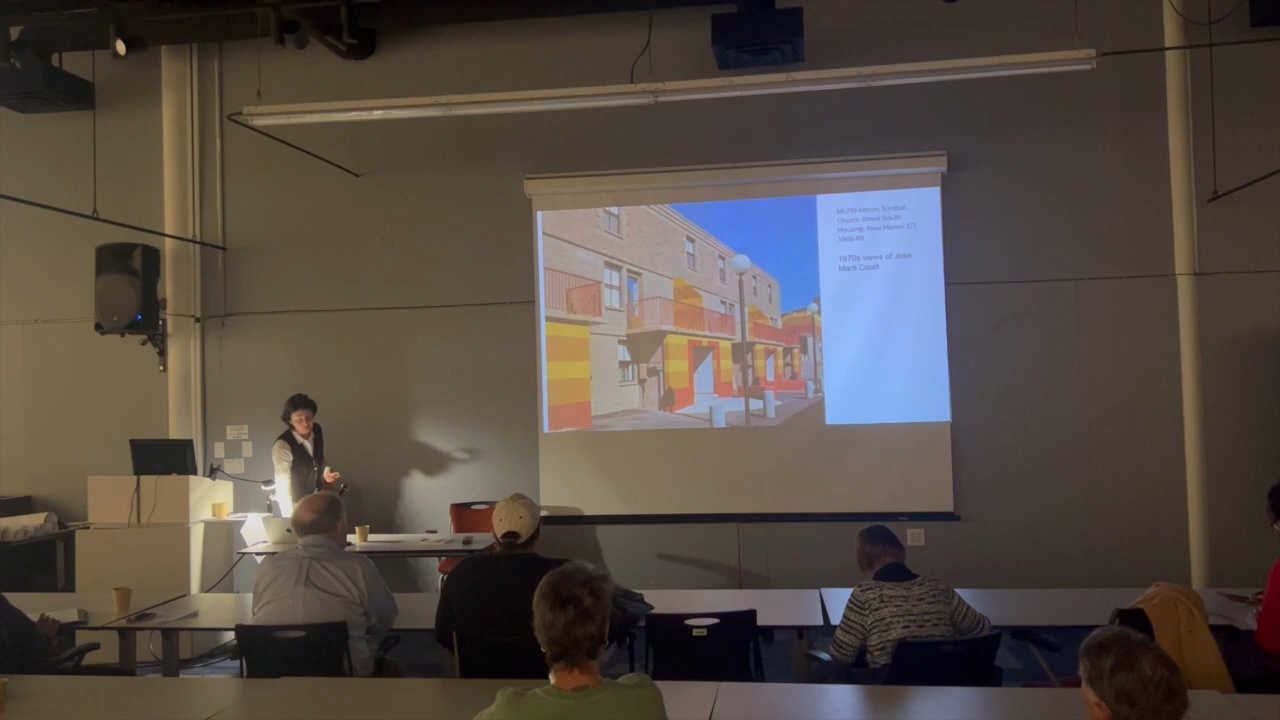 MLTW-Moore Turnbull,
Church Street South
Housing, New Haven, CT,
1966-69
1970s views of Jose
Marti Court